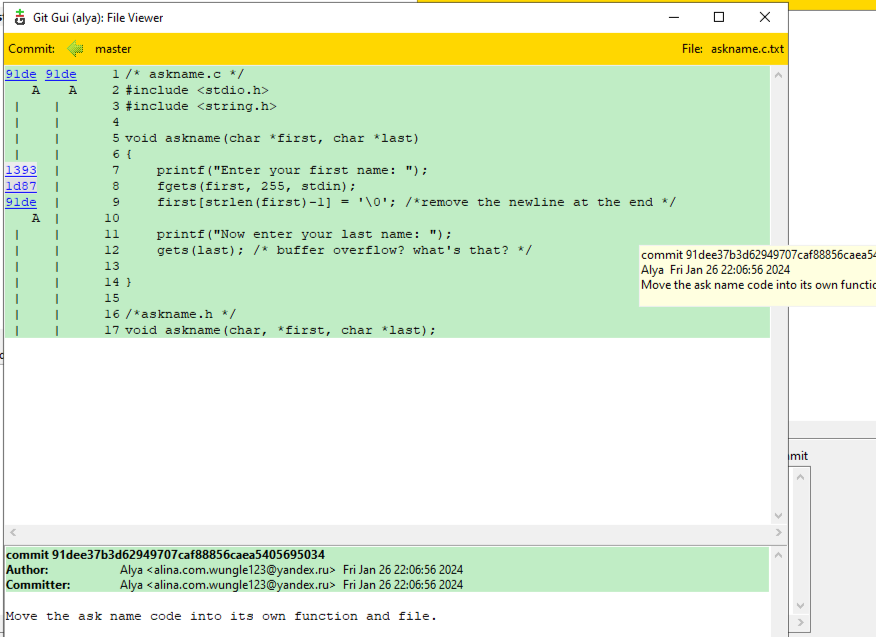 Git Gui (alya): File Viewer
Commit: master File: askname.c.txt
91de 91de 1 /* askname.c */
A A 2 #include <stdio.h>
| | 3 #include <string.h>
| | 4
| | 5 void askname(char *first, char *last)
| | 6 {
1393 | 7 printf("Enter your first name: ");
1d87 | 8 fgets(first, 255, stdin);
91de | 9 first[strlen(first)-1] = '\0'; /*remove the newline at the end */
A | 10
| | 11 printf("Now enter your last name: ");
| | 12 gets(last); /* buffer overflow? what's that? */
| | 13
| | 14 }
| | 15
| | 16 /*askname.h */
| | 17 void askname(char, *first, char *last);
commit 91dee37b3d62949707caf88856caea54
Alya Fri Jan 26 22:06:56 2024
Move the ask name code into its own functio
mit
commit 91dee37b3d62949707caf88856caea5405695034
Author: Alya <alina.com.wungle123@yandex.ru> Fri Jan 26 22:06:56 2024
Committer: Alya <alina.com.wungle123@yandex.ru> Fri Jan 26 22:06:56 2024
Move the ask name code into its own function and file.